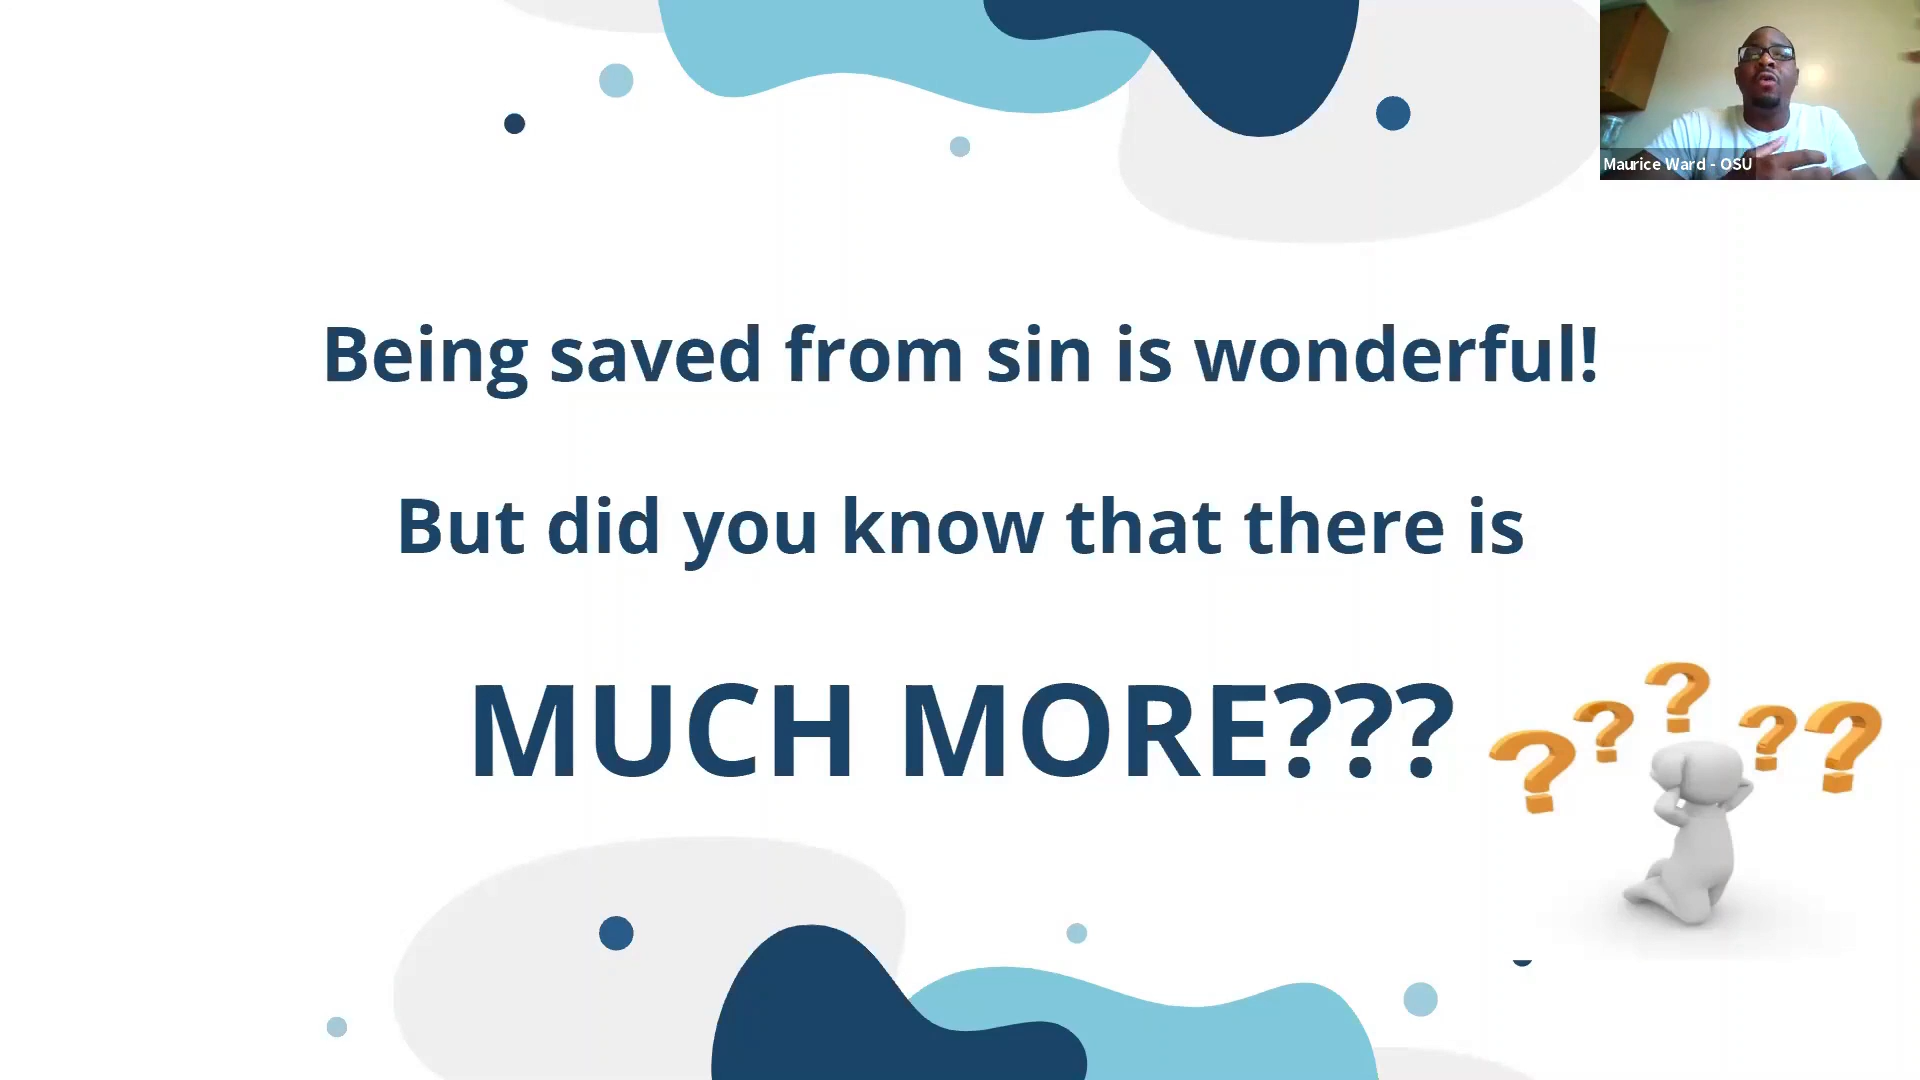 Maurice Ward - OSU
Being saved from sin is wonderful!
But did you know that there is
MUCH MORE???
? ? ? ? ?